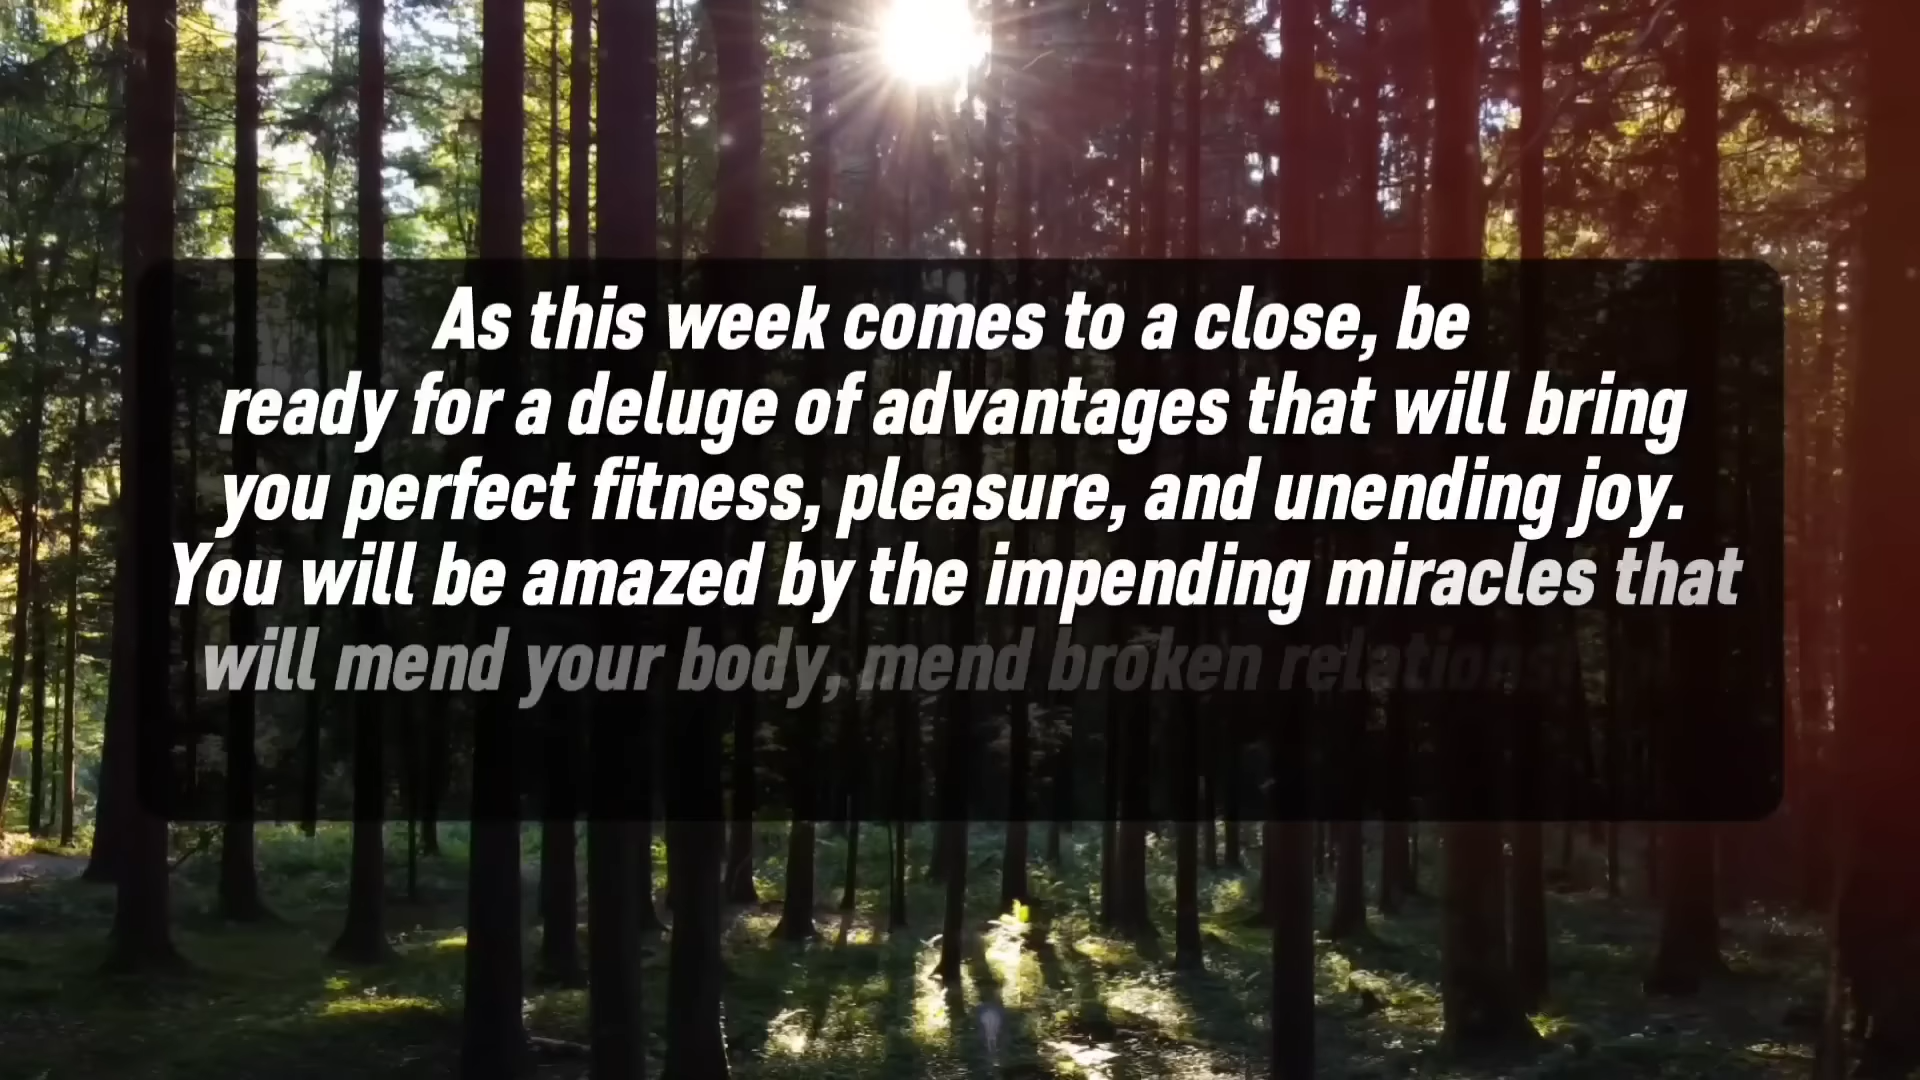 As this week comes to a close, be
ready for a deluge of advantages that will bring
you perfect fitness, pleasure, and unending joy.
You will be amazed by the impending miracles that
will mend your body, mend broken